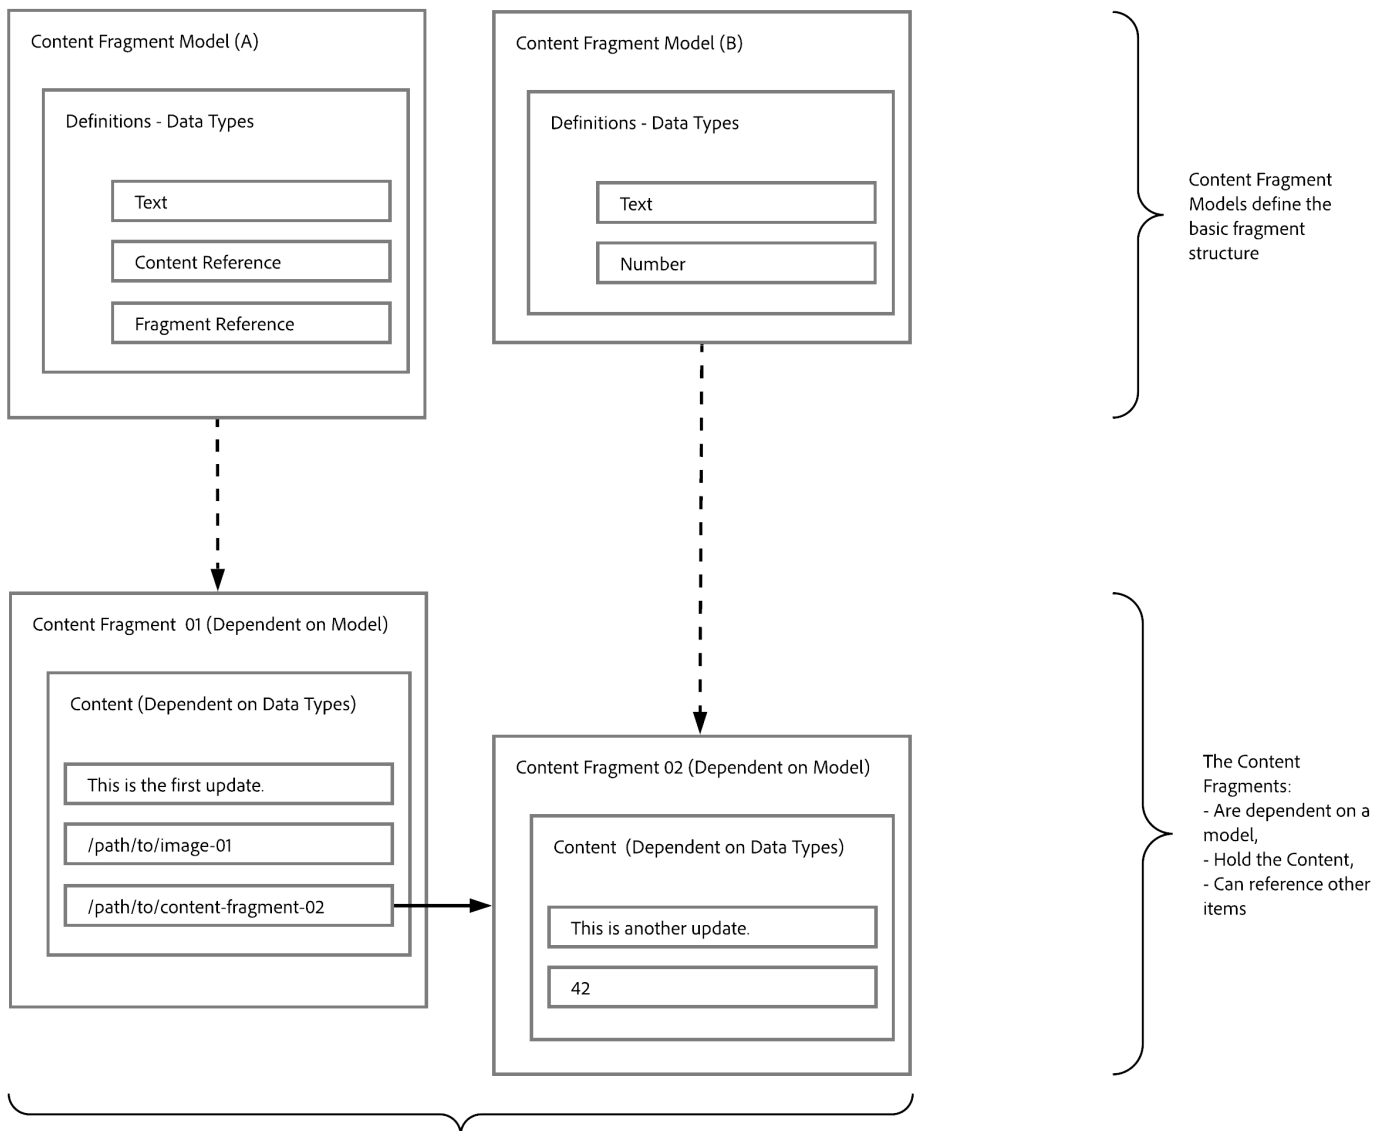 Content Fragment Model (A)
Definitions - Data Types
Text
Content Reference
Fragment Reference
Content Fragment Model (B)
Definitions - Data Types
Text
Number
Content Fragment
Models define the
basic fragment
structure
Content Fragment  01 (Dependent on Model)
Content (Dependent on Data Types)
This is the first update.
/path/to/image-01
/path/to/content-fragment-02
Content Fragment 02 (Dependent on Model)
Content  (Dependent on Data Types)
This is another update.
42
The Content
Fragments:
- Are dependent on a
model,
- Hold the Content,
- Can reference other
items